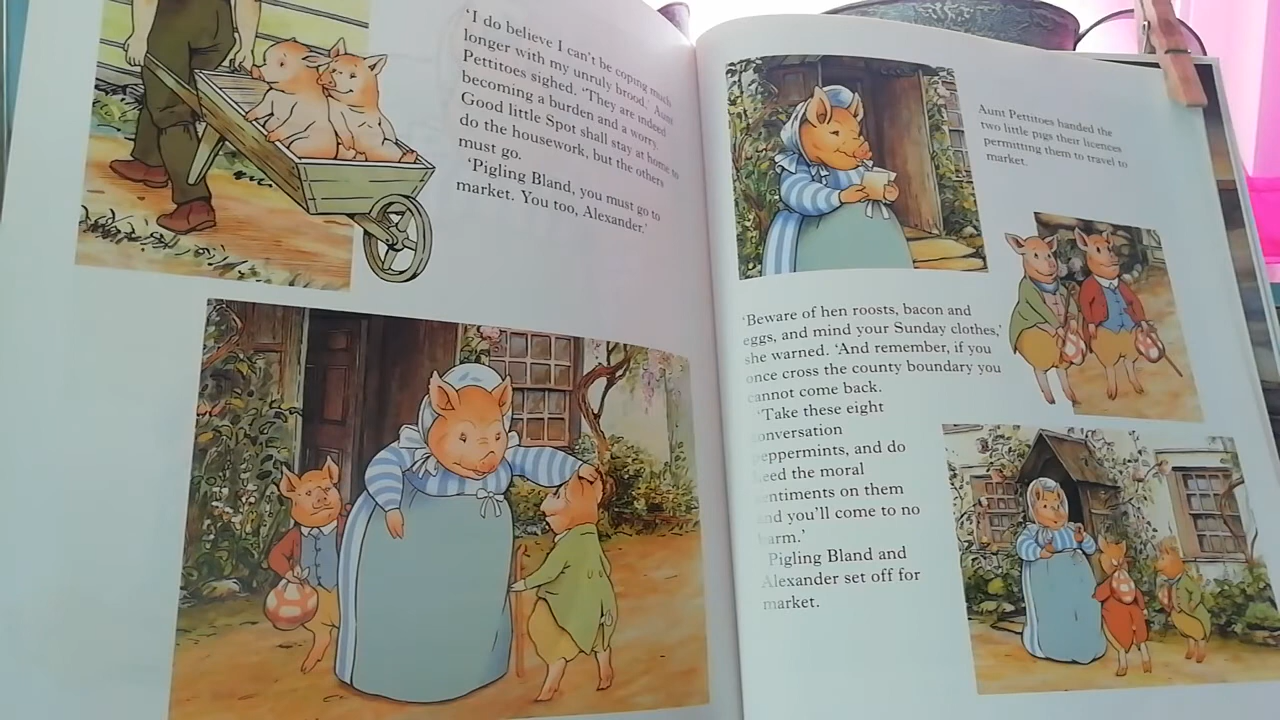 'I do believe I can't be coping much
longer with my unruly brood.' Aunt
Pettitoes sighed. 'They are indeed
becoming a burden and a worry.
Good little Spot shall stay at home to
do the housework, but the others
must go.
'Pigling Bland, you must go to
market. You too, Alexander.'
Aunt Pettitoes handed the
two little pigs their licences
permitting them to travel to
market.
'Beware of hen roosts, bacon and
eggs, and mind your Sunday clothes,'
she warned. 'And remember, if you
once cross the county boundary you
cannot come back.
'Take these eight
conversation
peppermints, and do
heed the moral
sentiments on them
and you'll come to no
harm.'
Pigling Bland and
Alexander set off for
market.